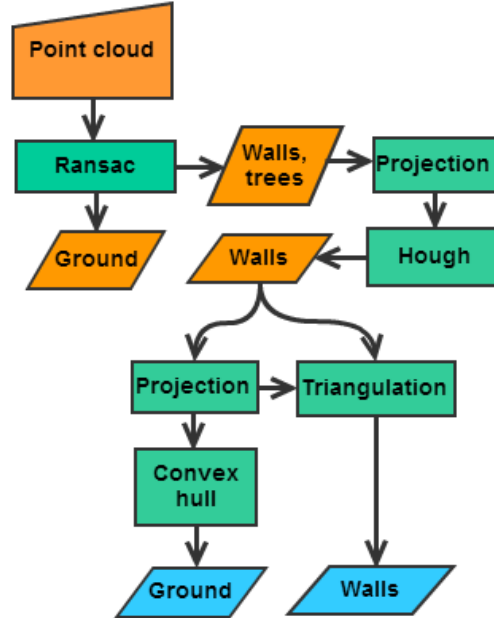 Point cloud
Ransac
Walls,
trees
Projection
Ground
Walls
Hough
Projection
Triangulation
Convex
hull
Ground
Walls